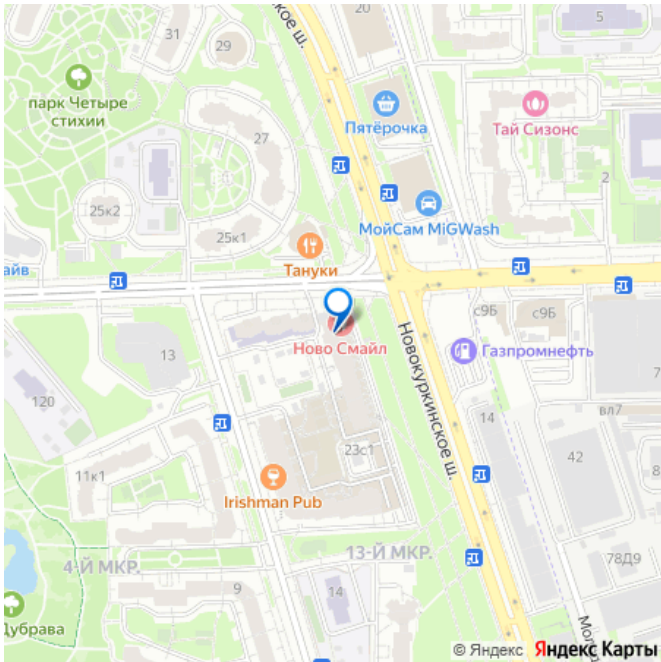 20
5
31
29
Новокуркинское ш.
парк Четыре
стихии
Пятёрочка
Тай Сизонс
27
2
25к2
МойСам MiGWash
25к1
Тануки
айв
с9Б
с9Б
Ново Смайл
Газпромнефть
13
Новокуркинское ш.
7
120
14
вл7
23с1
42
11к1
8
Irishman Pub
13-Й МКР.
4-Й МКР.
78Д9
9
14
Дубрава
Мол
© Яндекс
Яндекс Карты